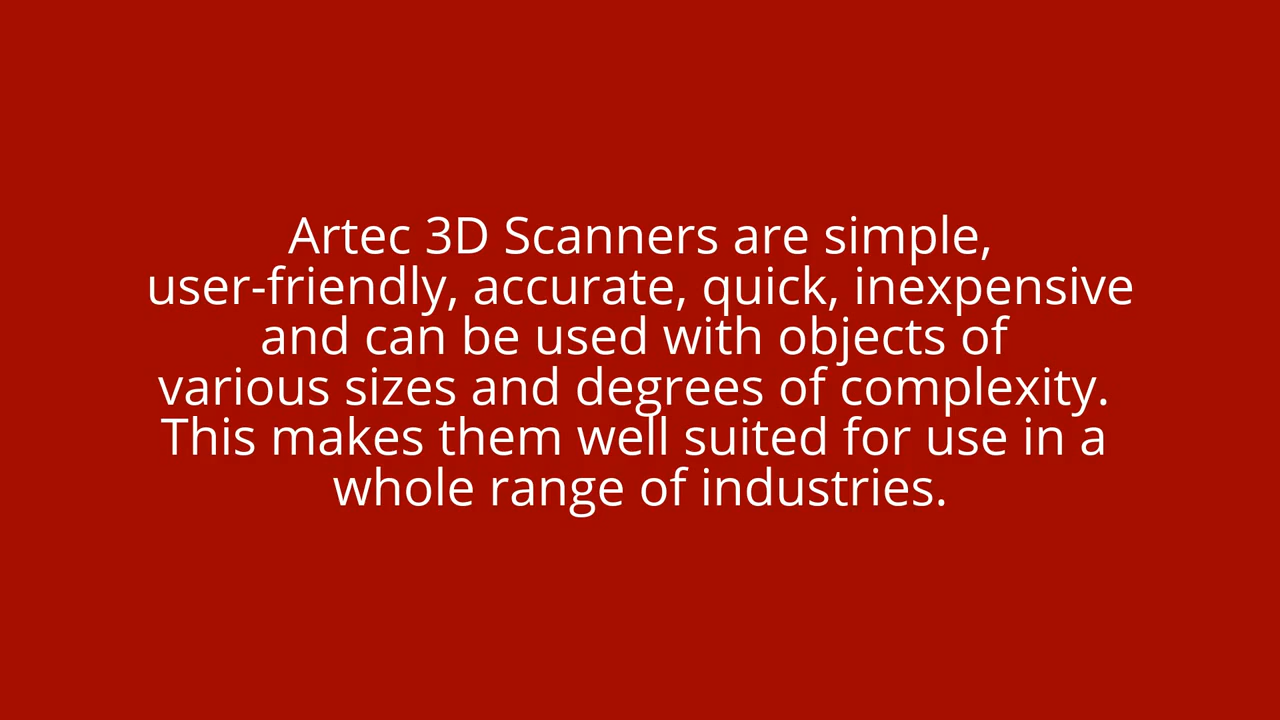 Artec 3D Scanners are simple,
user-friendly, accurate, quick, inexpensive
and can be used with objects of
various sizes and degrees of complexity.
This makes them well suited for use in a
whole range of industries.